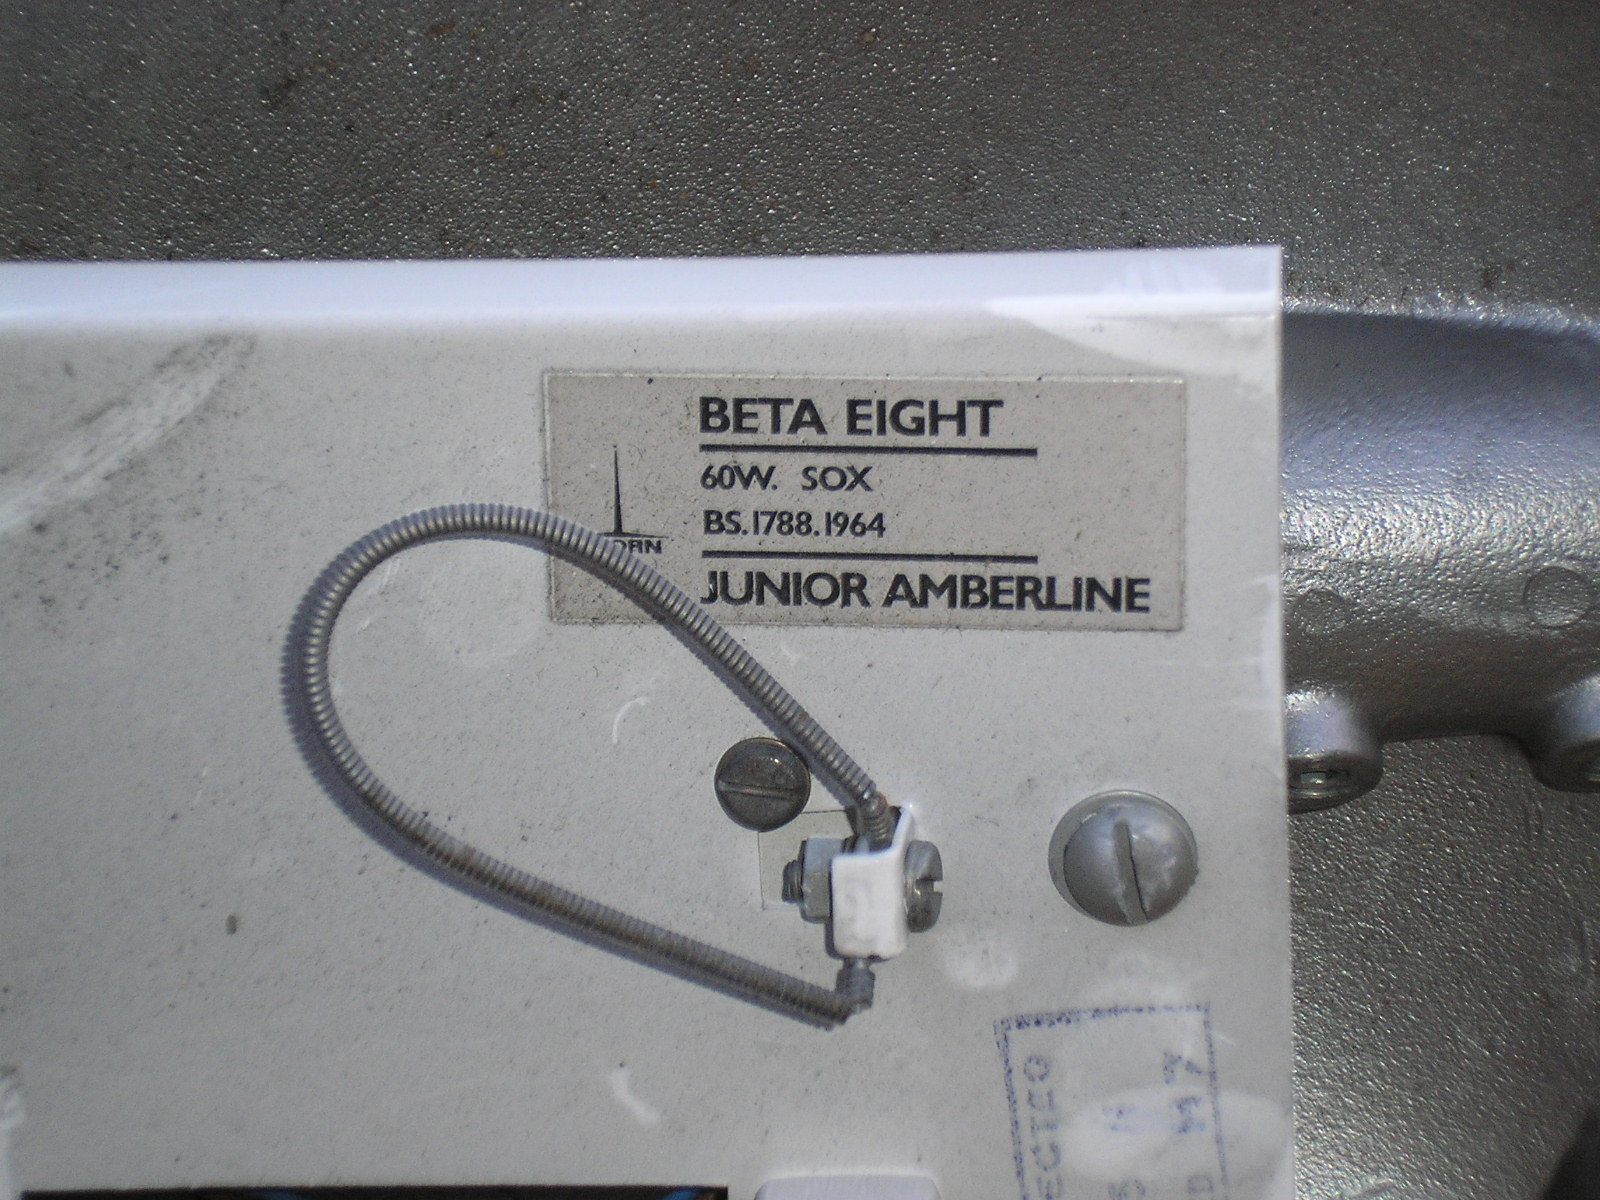 BETA EIGHT
60W. SOX
BS.1788.1964
JUNIOR AMBERLINE